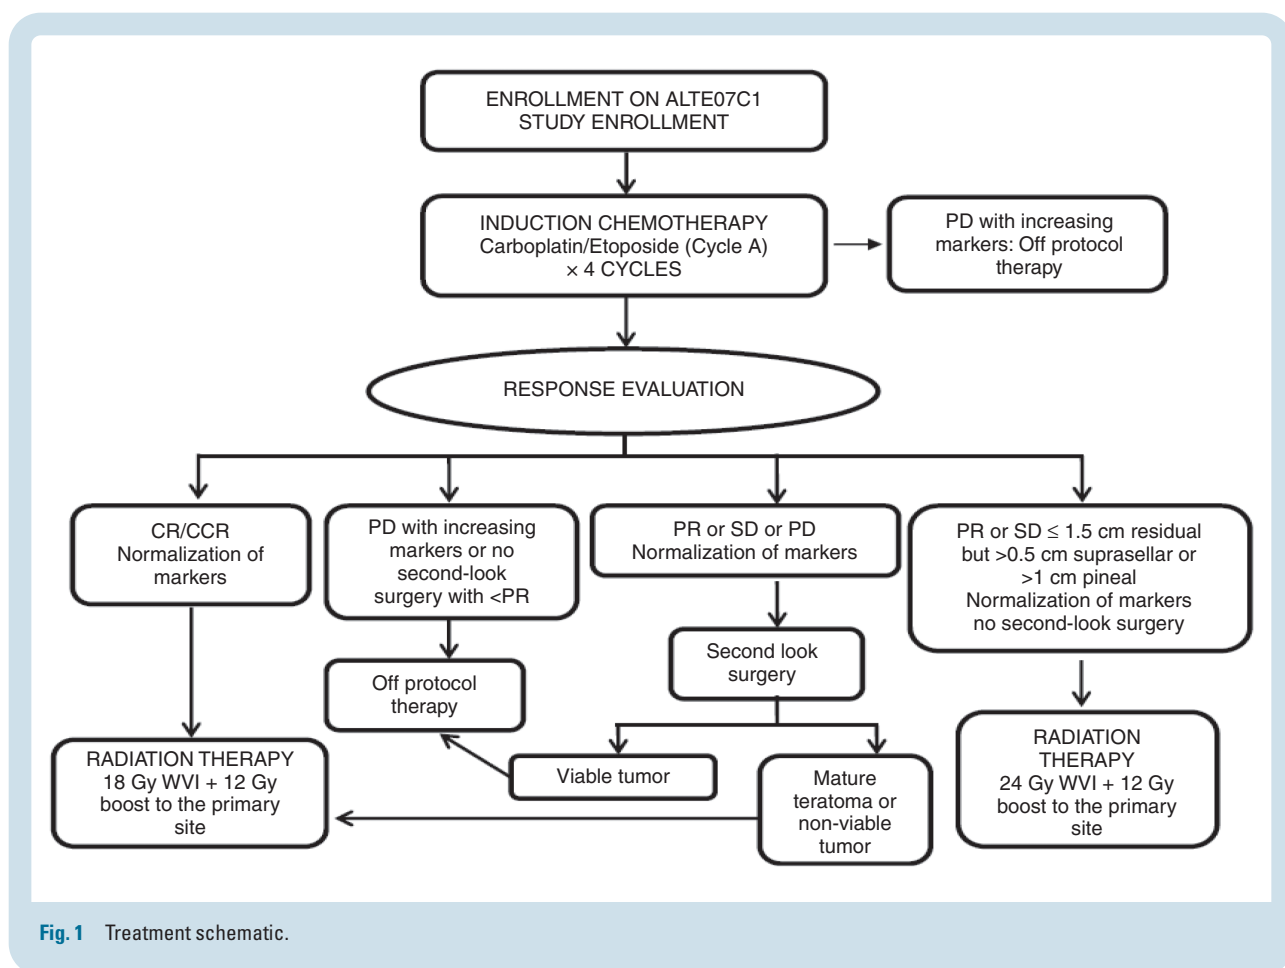 ENROLLMENT ON ALTE07C1
STUDY ENROLLMENT
INDUCTION CHEMOTHERAPY
Carboplatin/Etoposide (Cycle A)
× 4 CYCLES
PD with increasing
markers: Off protocol
therapy
RESPONSE EVALUATION
CR/CCR
Normalization of
markers
PD with increasing
markers or no
second-look
surgery with <PR
PR or SD or PD
Normalization of markers
PR or SD ≤ 1.5 cm residual
but >0.5 cm suprasellar or
>1 cm pineal
Normalization of markers
no second-look surgery
Off protocol
therapy
Second look
surgery
RADIATION THERAPY
18 Gy WVI + 12 Gy
boost to the primary
site
Viable tumor
Mature
teratoma or
non-viable
tumor
RADIATION
THERAPY
24 Gy WVI + 12 Gy
boost to the primary
site
Fig. 1 Treatment schematic.